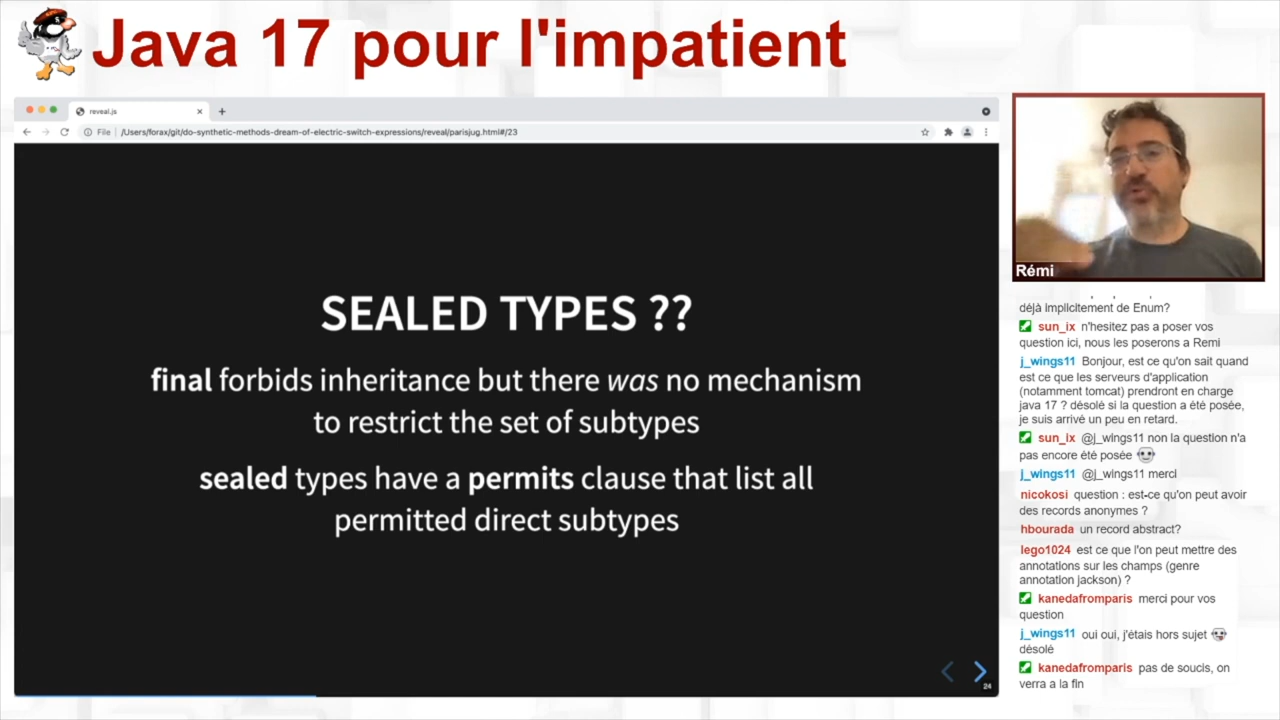 Java 17 pour l'impatient
reveal.js
File
/Users/forax/git/do-synthetic-methods-dream-of-electric-switch-expressions/reveal/parisjug.html#/23
SEALED TYPES ??
final forbids inheritance but there was no mechanism
to restrict the set of subtypes
sealed types have a permits clause that list all
permitted direct subtypes
24
Rémi
déjà implicitement de Enum?
sun_ix n'hesitez pas a poser vos
question ici, nous les poserons a Remi
j_wings11 Bonjour, est ce qu'on sait quand
est ce que les serveurs d'application
(notamment tomcat) prendront en charge
java 17 ? désolé si la question a été posée,
je suis arrivé un peu en retard.
sun_ix @j_wings11 non la question n'a
pas encore été posée
j_wings11 @j_wings11 merci
nicokosi question : est-ce qu'on peut avoir
des records anonymes ?
hbourada un record abstract?
lego1024 est ce que l'on peut mettre des
annotations sur les champs (genre
annotation jackson) ?
kanedafromparis merci pour vos
question
j_wings11 oui oui, j'étais hors sujet
désolé
kanedafromparis pas de soucis, on
verra a la fin